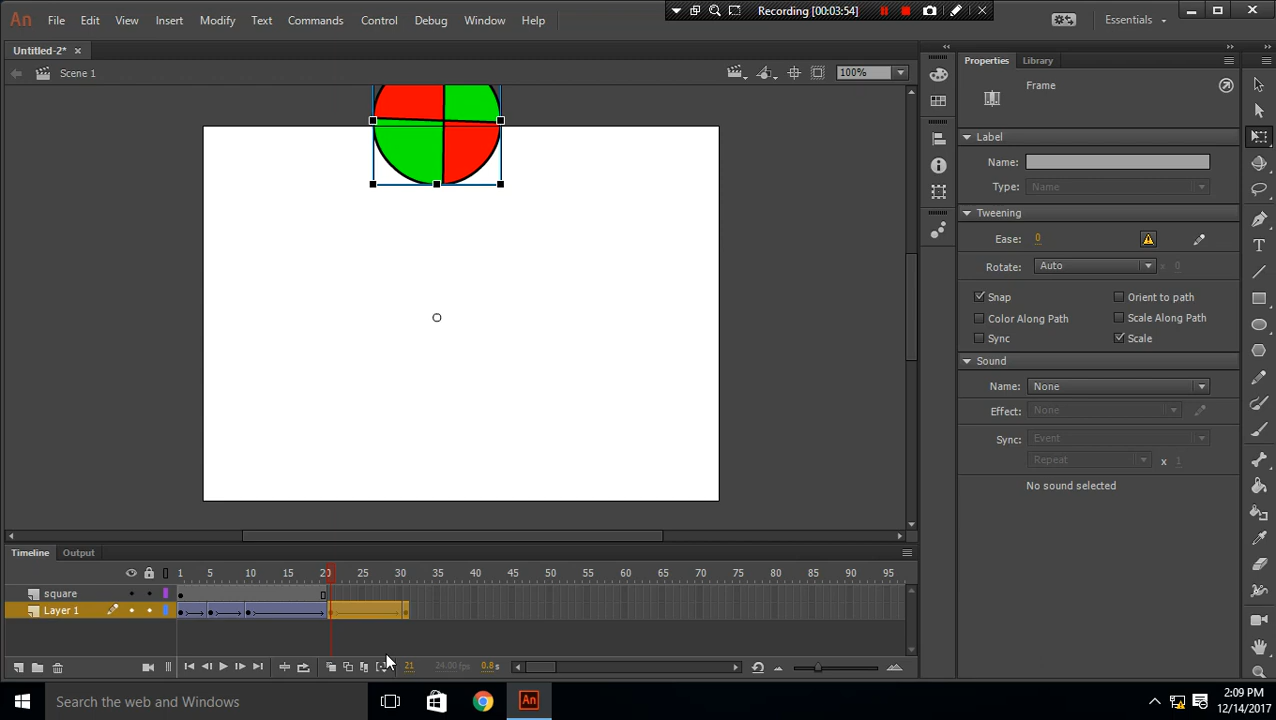 Recording [00:03:54]
An File Edit View Insert Modify Text Commands Control Debug Window Help
Essentials
Untitled-2* ×
Scene 1
100%
Properties Library
Frame
Label
Name:
Type: Name
Tweening
Ease: 0
Rotate: Auto x 0
Snap Orient to path
Color Along Path Scale Along Path
Sync Scale
Sound
Name: None
Effect: None
Sync: Event
Repeat x 1
No sound selected
Timeline Output
1 5 10 15 20 25 30 35 40 45 50 55 60 65 70 75 80 85 90 95
square
Layer 1
21 24.00 fps 0.8 s
Search the web and Windows
An
2:09 PM
12/14/2017